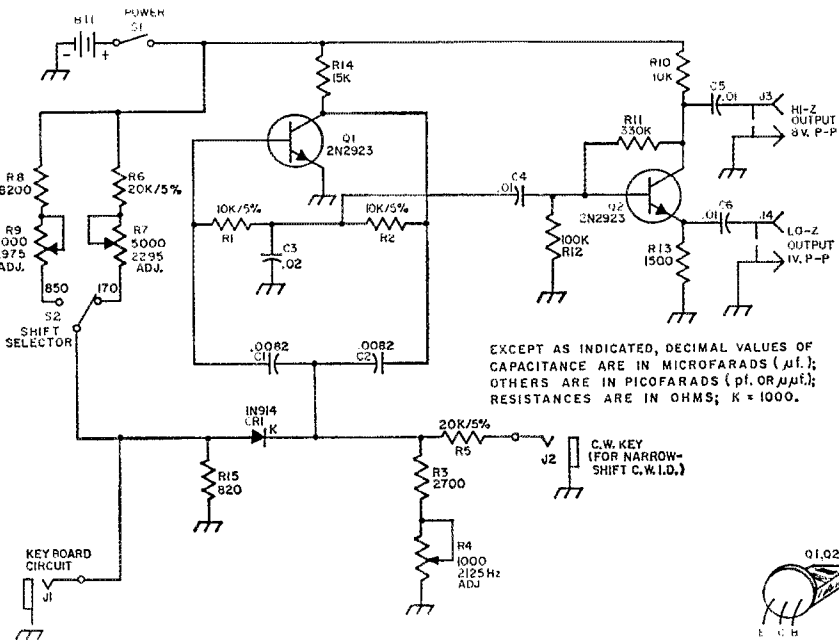 BT1
POWER
S1
R14
15K
R10
10K
C5
.01
J3
HI-Z
OUTPUT
8V. P-P
R11
330K
Q1
2N2923
R8
8200
R6
20K/5%
C4
.01
Q2
2N2923
C6
.01
J4
LO-Z
OUTPUT
1V. P-P
R9
000
975
ADJ.
R7
5000
2295
ADJ.
10K/5%
R1
10K/5%
R2
C3
.02
100K
R12
R13
1500
850
170
S2
SHIFT
SELECTOR
.0082
C1
.0082
C2
EXCEPT AS INDICATED, DECIMAL VALUES OF
CAPACITANCE ARE IN MICROFARADS (µf.);
OTHERS ARE IN PICOFARADS (pf. OR µµf.);
RESISTANCES ARE IN OHMS; K = 1000.
1N914
CR1
K
20K/5%
R5
J2
C.W. KEY
(FOR NARROW-
SHIFT C.W. I.D.)
R15
820
R3
2700
R4
1000
2125 Hz
ADJ
KEYBOARD
CIRCUIT
J1
Q1,Q2
E C B